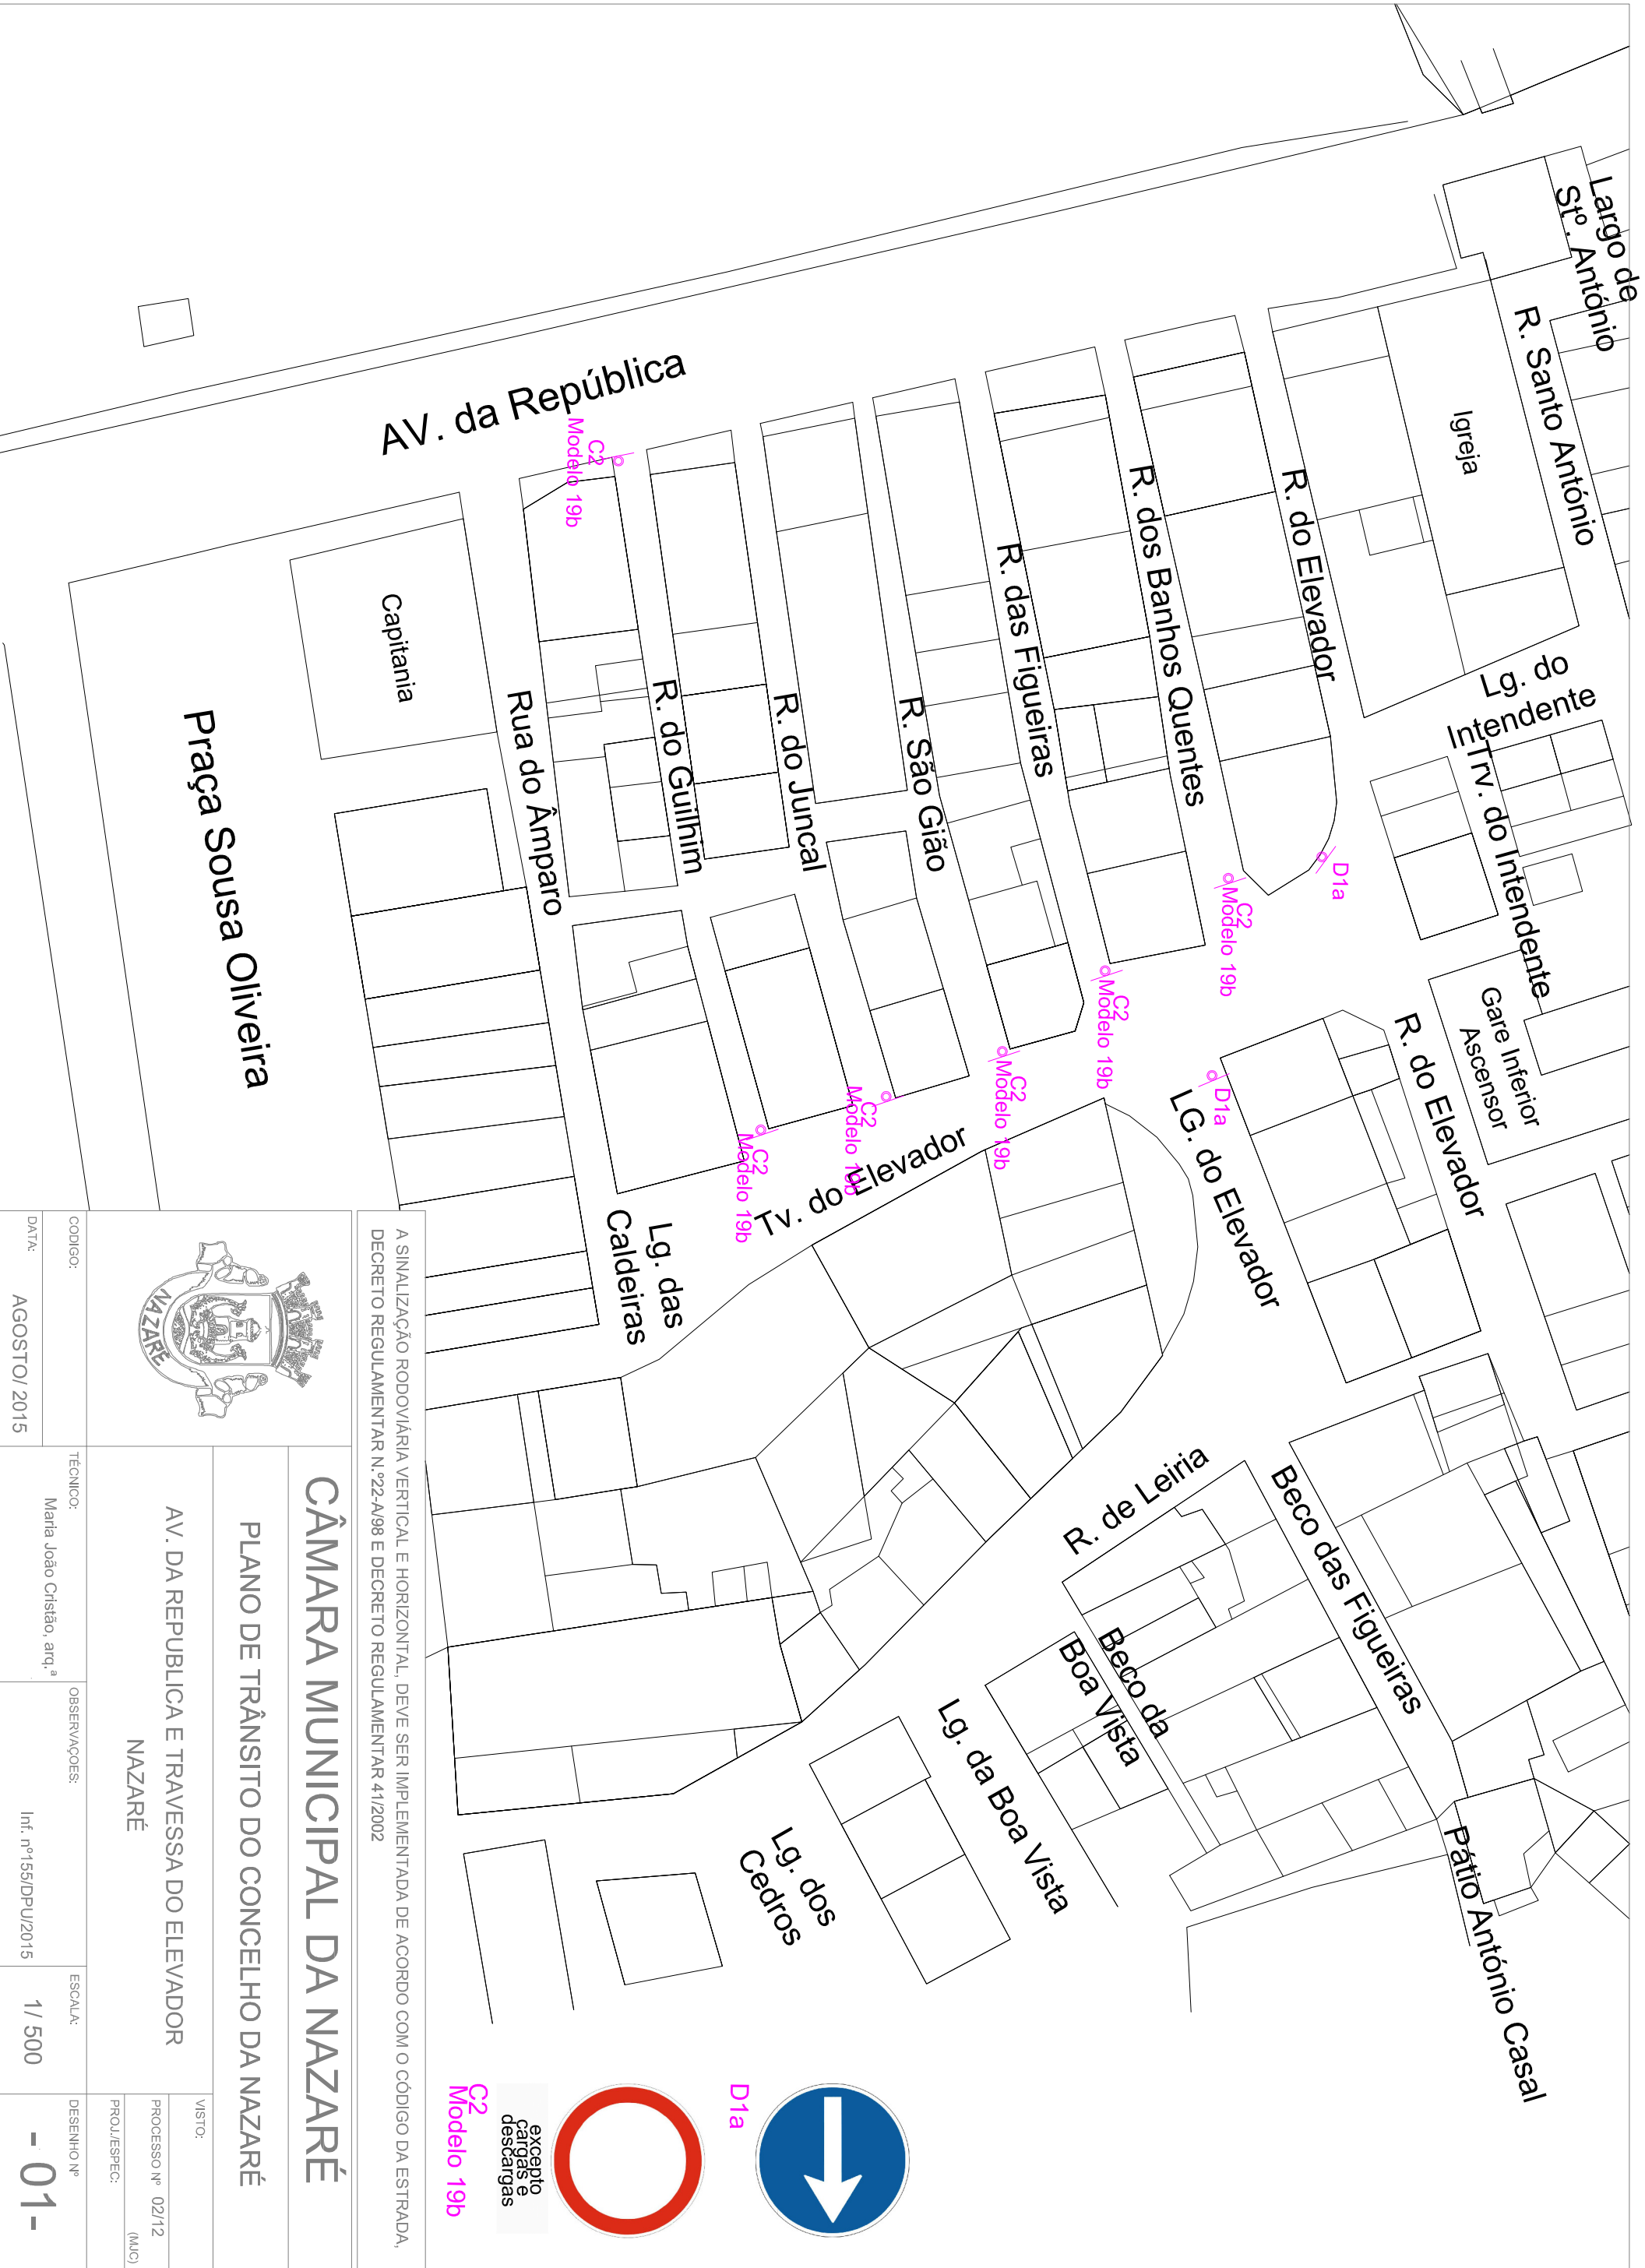 Largo de
Stº. António
R. Santo António
Igreja
Lg. do
Intendente
Trv. do Intendente
Gare Inferior
Ascensor
R. do Elevador
R. do Elevador
D1a
R. dos Banhos Quentes
C2
Modelo 19b
D1a
LG. do Elevador
R. das Figueiras
C2
Modelo 19b
R. São Gião
C2
Modelo 19b
R. do Juncal
C2
Modelo 19b
R. do Guilhim
C2
Modelo 19b
Tv. do Elevador
AV. da República
C2
Modelo 19b
Rua do Âmparo
Capitania
Praça Sousa Oliveira
Lg. das
Caldeiras
R. de Leiria
Beco das Figueiras
Beco da
Boa Vista
Lg. da Boa Vista
Lg. dos
Cedros
Pátio António Casal
D1a
excepto
cargas e
descargas
C2
Modelo 19b
A SINALIZAÇÃO RODOVIÁRIA VERTICAL E HORIZONTAL, DEVE SER IMPLEMENTADA DE ACORDO COM O CÓDIGO DA ESTRADA,
DECRETO REGULAMENTAR N.º22-A/98 E DECRETO REGULAMENTAR 41/2002
NAZARÉ
CÂMARA MUNICIPAL DA NAZARÉ
PLANO DE TRÂNSITO DO CONCELHO DA NAZARÉ
AV. DA REPUBLICA E TRAVESSA DO ELEVADOR
NAZARÉ
VISTO:
PROCESSO Nº 02/12
(MJC)
PROJ./ESPEC:
CODIGO:
DATA:
AGOSTO/ 2015
TÉCNICO:
Maria João Cristão, arq.ª
OBSERVAÇOES:
Inf. nº155/DPU/2015
ESCALA:
1/ 500
DESENHO Nº
- 01-